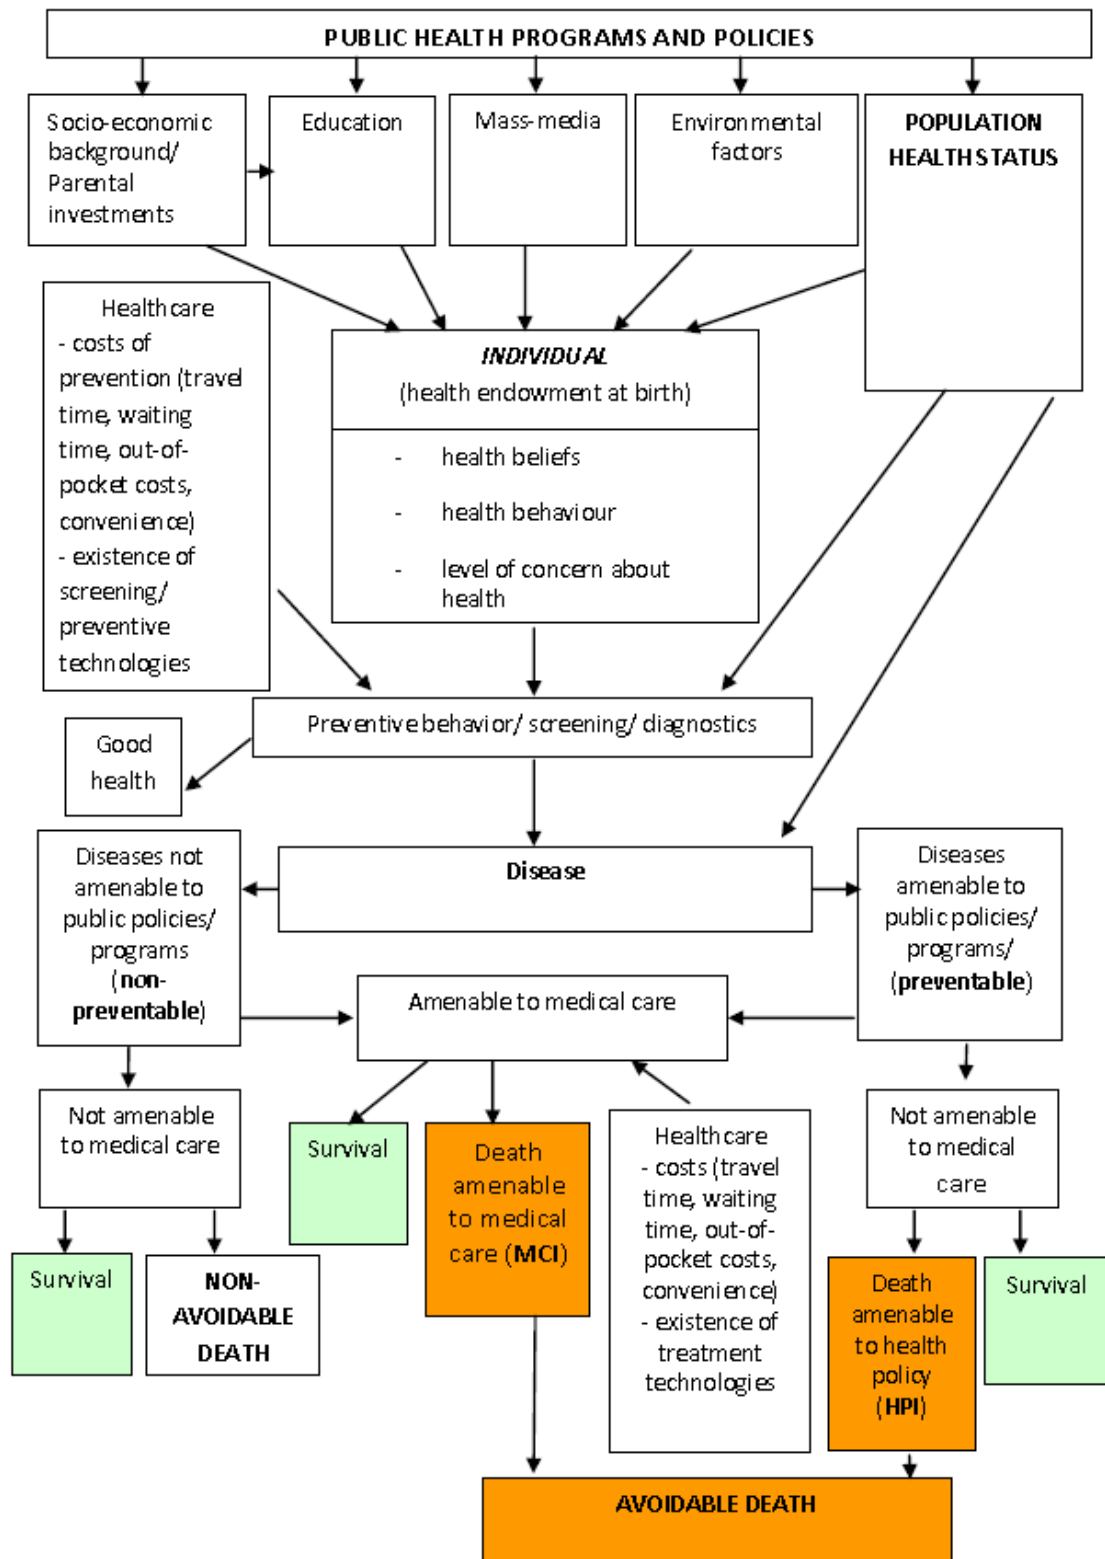 PUBLIC HEALTH PROGRAMS AND POLICIES
Socio-economic
background/
Parental
investments
Education
Mass-media
Environmental
factors
POPULATION
HEALTH STATUS
Healthcare
- costs of
prevention (travel
time, waiting
time, out-of-
pocket costs,
convenience)
- existence of
screening/
preventive
technologies
INDIVIDUAL
(health endowment at birth)
- health beliefs
- health behaviour
- level of concern about
health
Preventive behavior/ screening/ diagnostics
Good
health
Diseases not
amenable to
public policies/
programs
(non-
preventable)
Disease
Diseases
amenable to
public policies/
programs/
(preventable)
Amenable to medical care
Not amenable
to medical care
Survival
Death
amenable
to medical
care (MCI)
Healthcare
- costs (travel
time, waiting
time, out-of-
pocket costs,
convenience)
- existence of
treatment
technologies
Not amenable
to medical
care
Survival
NON-
AVOIDABLE
DEATH
Death
amenable
to health
policy
(HPI)
Survival
AVOIDABLE DEATH